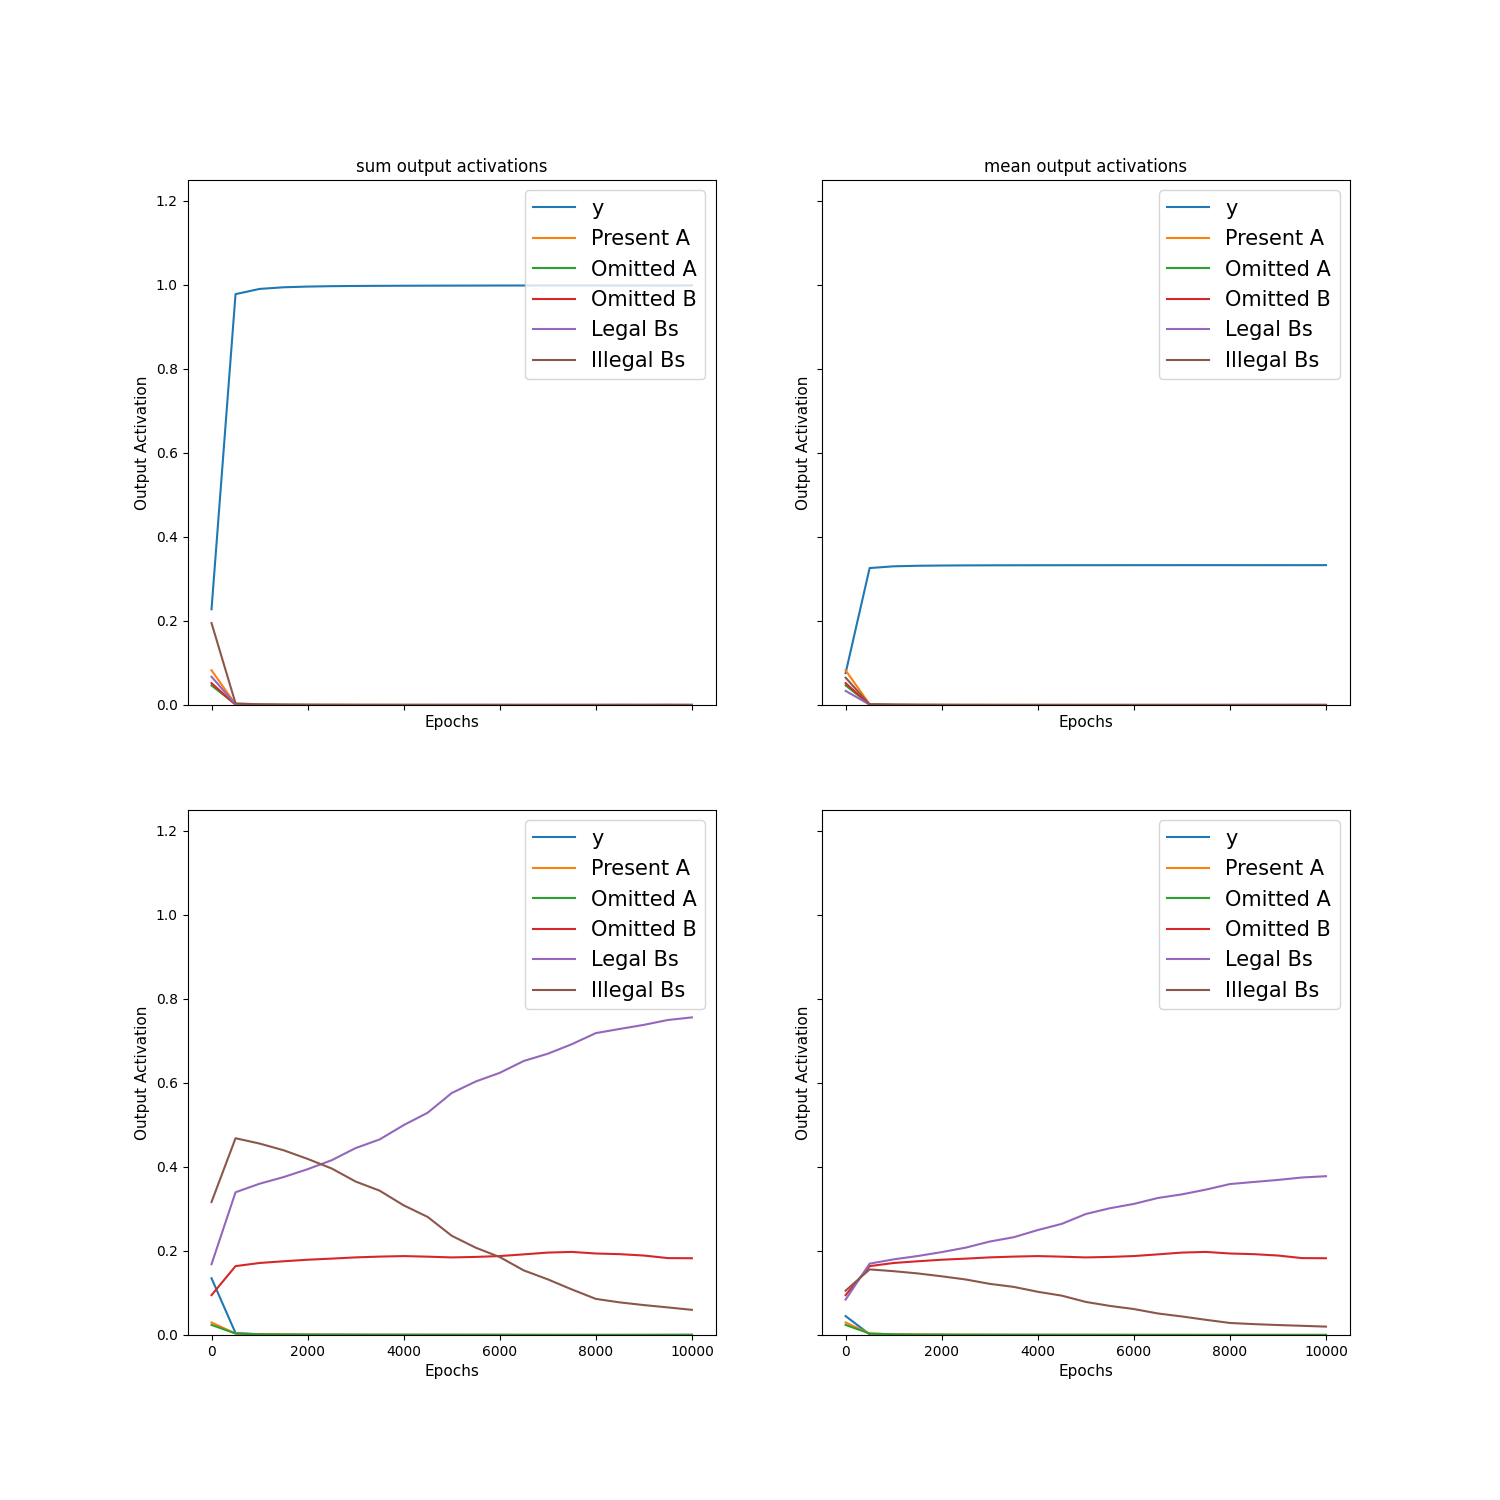 sum output activations
mean output activations
1.2
1.0
0.8
0.6
0.4
0.2
0.0
Output Activation
y
Present A
Omitted A
Omitted B
Legal Bs
Illegal Bs
Epochs
Output Activation
y
Present A
Omitted A
Omitted B
Legal Bs
Illegal Bs
Epochs
1.2
1.0
0.8
0.6
0.4
0.2
0.0
Output Activation
y
Present A
Omitted A
Omitted B
Legal Bs
Illegal Bs
0 2000 4000 6000 8000 10000
Epochs
Output Activation
y
Present A
Omitted A
Omitted B
Legal Bs
Illegal Bs
0 2000 4000 6000 8000 10000
Epochs